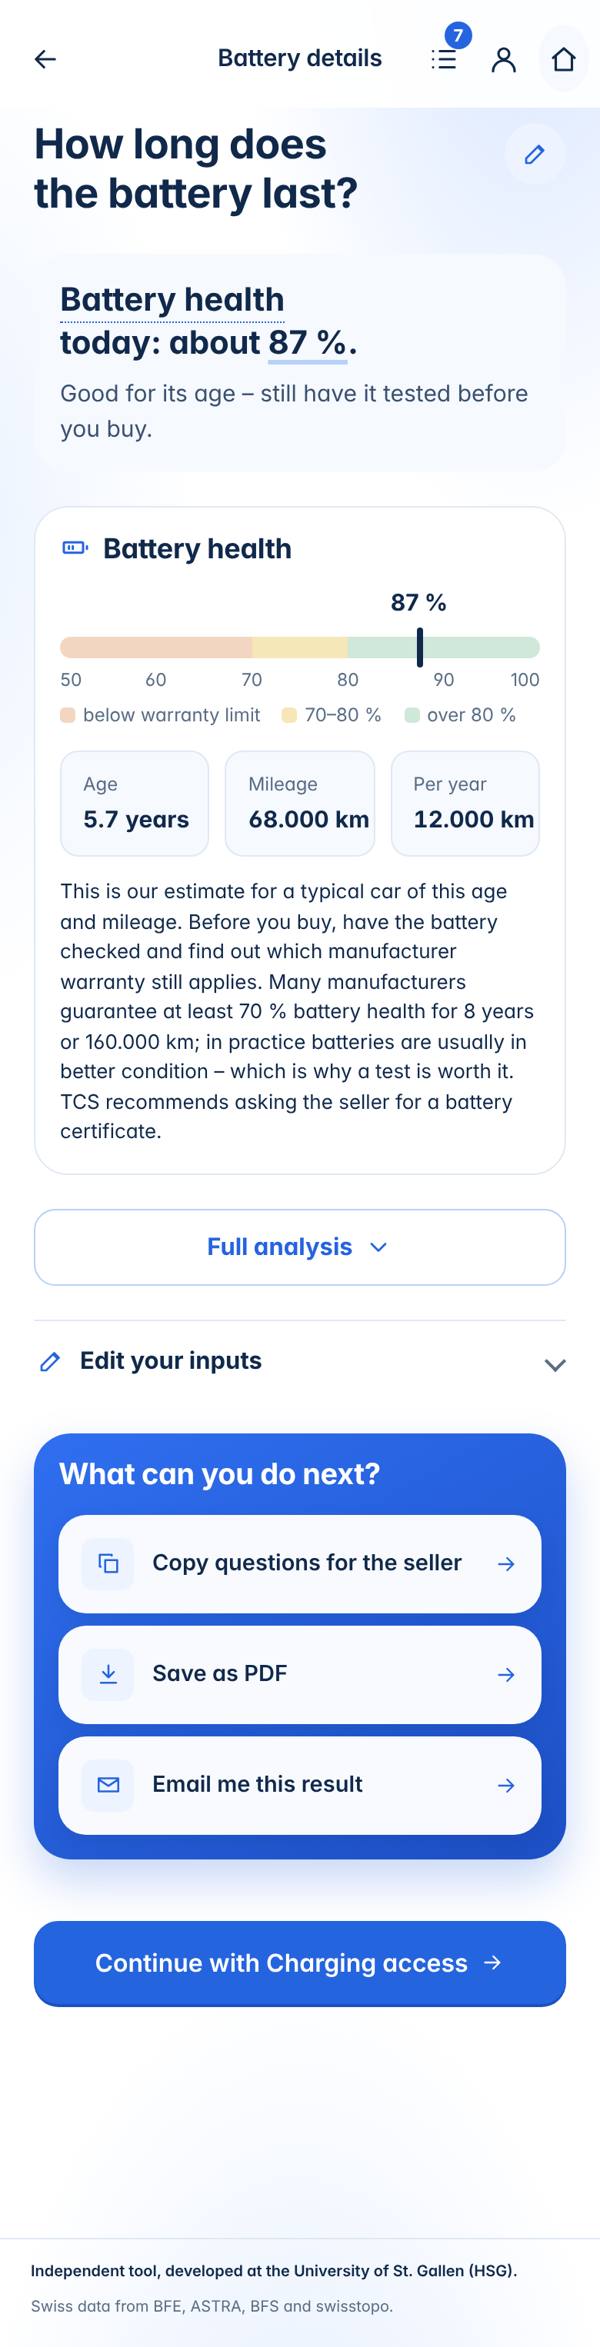 Battery details
7
How long does
the battery last?
Battery health
today: about 87 %.
Good for its age – still have it tested before
you buy.
Battery health
87 %
50 60 70 80 90 100
below warranty limit 70–80 % over 80 %
Age
5.7 years
Mileage
68.000 km
Per year
12.000 km
This is our estimate for a typical car of this age
and mileage. Before you buy, have the battery
checked and find out which manufacturer
warranty still applies. Many manufacturers
guarantee at least 70 % battery health for 8 years
or 160.000 km; in practice batteries are usually in
better condition – which is why a test is worth it.
TCS recommends asking the seller for a battery
certificate.
Full analysis
Edit your inputs
What can you do next?
Copy questions for the seller
Save as PDF
Email me this result
Continue with Charging access
Independent tool, developed at the University of St. Gallen (HSG).
Swiss data from BFE, ASTRA, BFS and swisstopo.